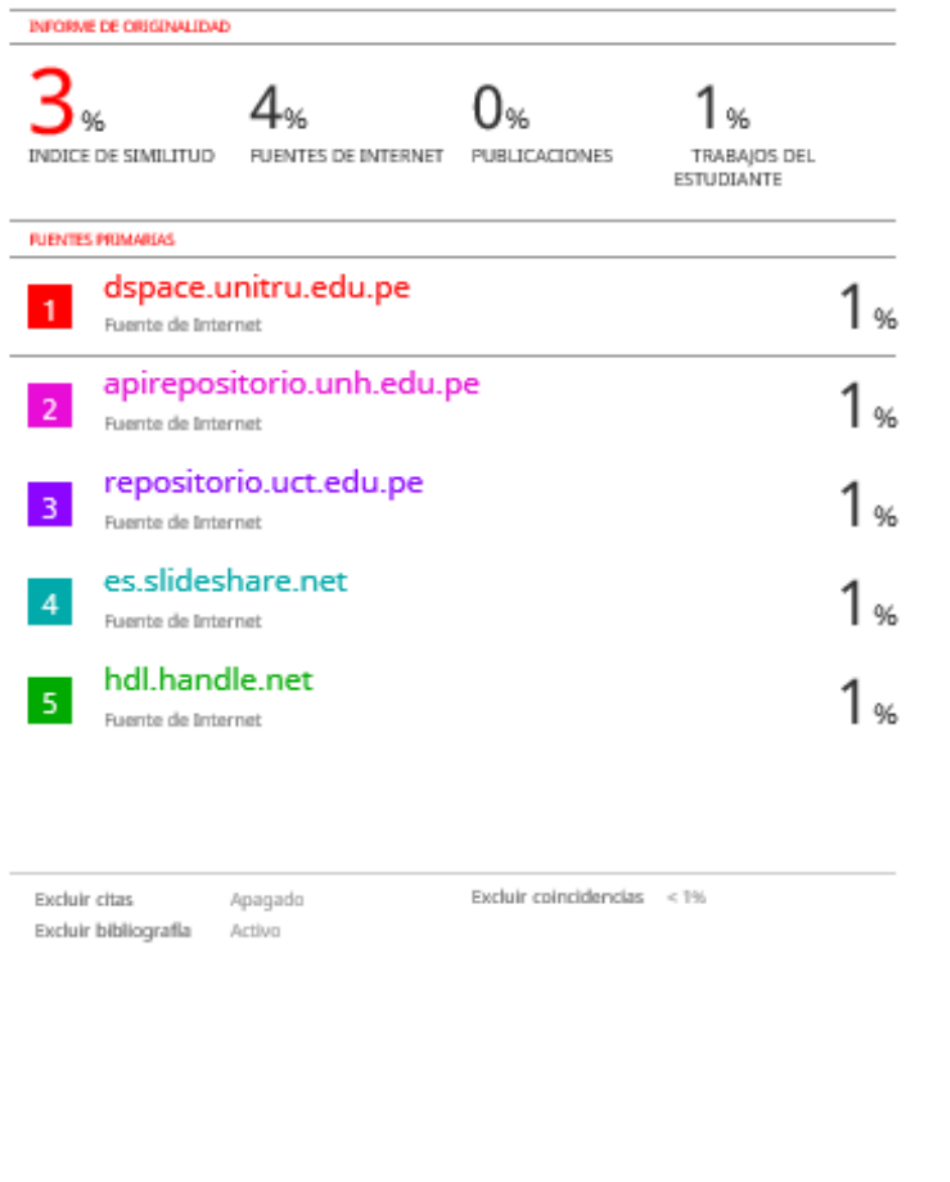 INFORME DE ORIGINALIDAD
3%
4%
0%
1%
INDICE DE SIMILITUD
FUENTES DE INTERNET
PUBLICACIONES
TRABAJOS DEL
ESTUDIANTE
FUENTES PRIMARIAS
1
dspace.unitru.edu.pe
Fuente de Internet
1%
2
apirepositorio.unh.edu.pe
Fuente de Internet
1%
3
repositorio.uct.edu.pe
Fuente de Internet
1%
4
es.slideshare.net
Fuente de Internet
1%
5
hdl.handle.net
Fuente de Internet
1%
Excluir citas Apagado
Excluir coincidencias < 1%
Excluir bibliografía Activo